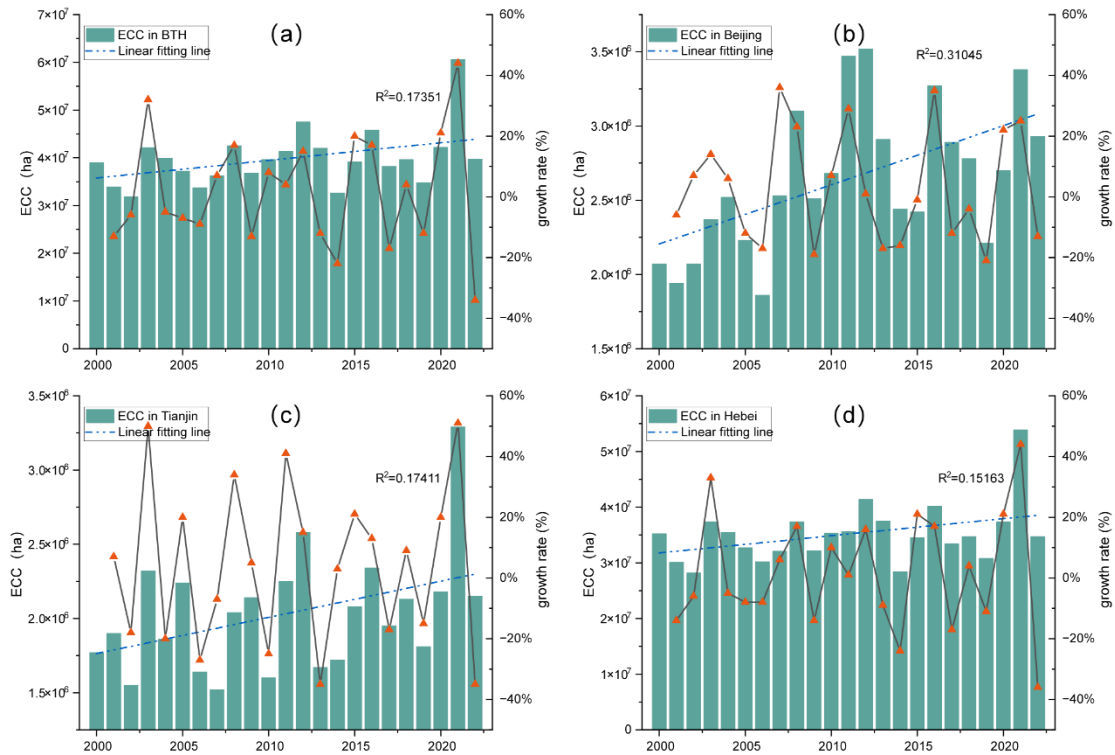 (a)
ECC in BTH
Linear fitting line
R²=0.17351
7×10⁷
6×10⁷
5×10⁷
4×10⁷
3×10⁷
2×10⁷
1×10⁷
0
ECC (ha)
60%
40%
20%
0%
−20%
−40%
growth rate (%)
2000
2005
2010
2015
2020
(b)
ECC in Beijing
Linear fitting line
R²=0.31045
3.5×10⁶
3.0×10⁶
2.5×10⁶
2.0×10⁶
1.5×10⁶
ECC (ha)
60%
40%
20%
0%
−20%
−40%
growth rate (%)
2000
2005
2010
2015
2020
(c)
ECC in Tianjin
Linear fitting line
R²=0.17411
3.5×10⁶
3.0×10⁶
2.5×10⁶
2.0×10⁶
1.5×10⁶
ECC (ha)
60%
40%
20%
0%
−20%
−40%
growth rate (%)
2000
2005
2010
2015
2020
(d)
ECC in Hebei
Linear fitting line
R²=0.15163
6×10⁷
5×10⁷
4×10⁷
3×10⁷
2×10⁷
1×10⁷
0
ECC (ha)
60%
40%
20%
0%
−20%
−40%
growth rate (%)
2000
2005
2010
2015
2020